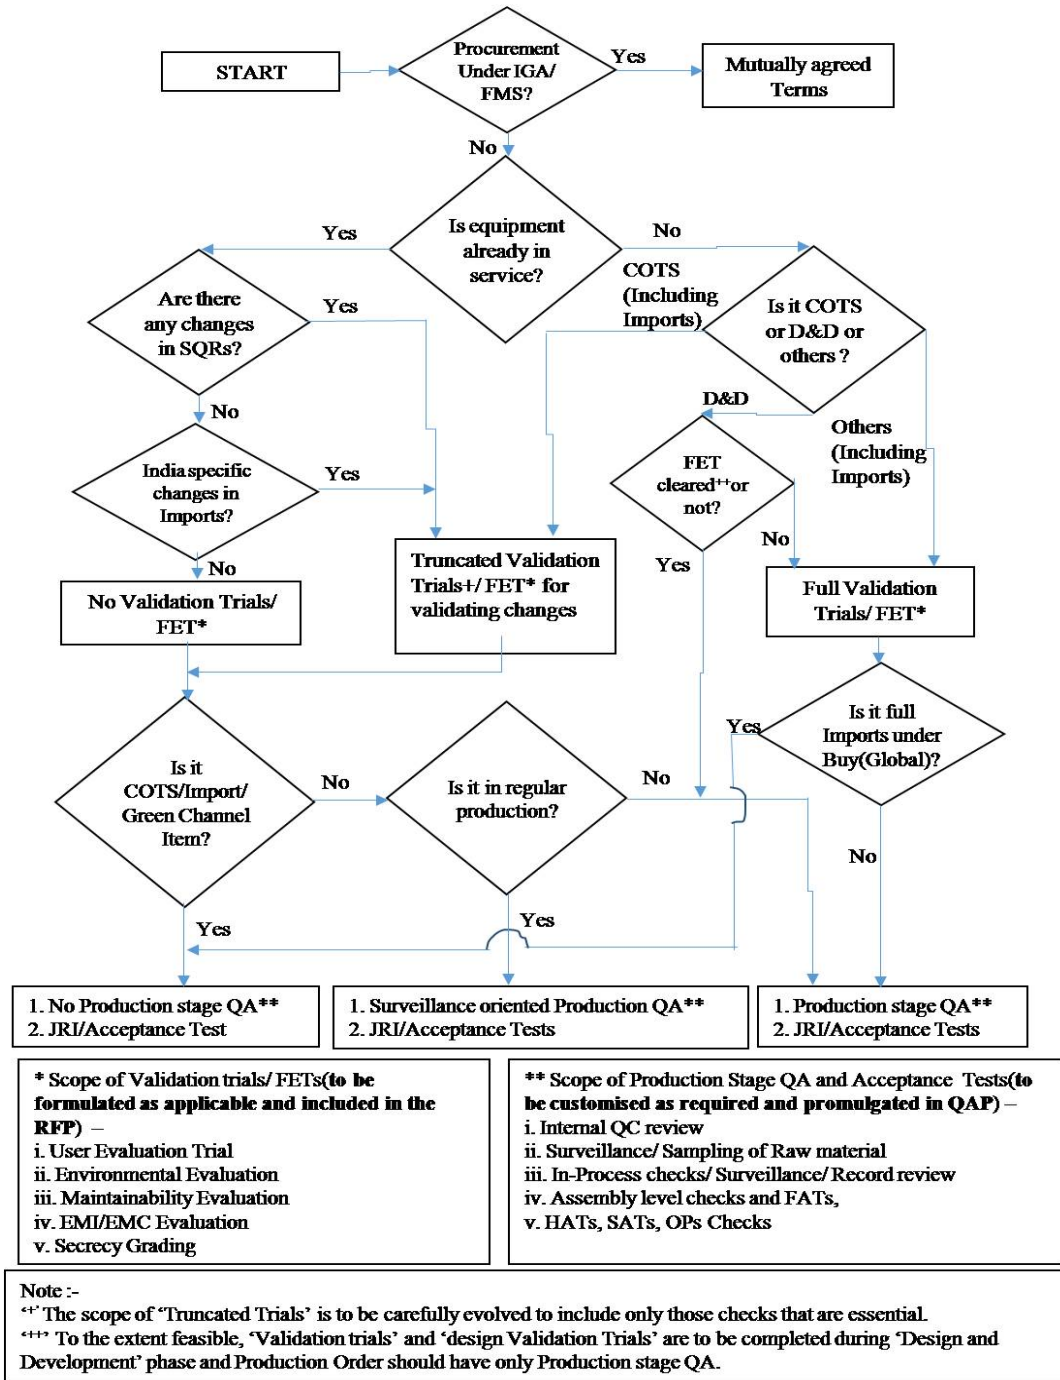 START
Procurement
Under IGA/
FMS?
Yes
Mutually agreed
Terms
No
Is equipment
already in
service?
Yes
No
Are there
any changes
in SQRs?
Yes
COTS
(Including
Imports)
Is it COTS
or D&D or
others ?
No
D&D
Others
(Including
Imports)
India specific
changes in
Imports?
Yes
FET
cleared⁺⁺or
not?
No
Yes
No
No Validation Trials/
FET*
Truncated Validation
Trials+/ FET* for
validating changes
Full Validation
Trials/ FET*
Is it
COTS/Import/
Green Channel
Item?
No
Is it in regular
production?
No
Yes
Is it full
Imports under
Buy(Global)?
No
Yes
Yes
1. No Production stage QA**
2. JRI/Acceptance Test
1. Surveillance oriented Production QA**
2. JRI/Acceptance Tests
1. Production stage QA**
2. JRI/Acceptance Tests
* Scope of Validation trials/ FETs(to be
formulated as applicable and included in the
RFP) –
i. User Evaluation Trial
ii. Environmental Evaluation
iii. Maintainability Evaluation
iv. EMI/EMC Evaluation
v. Secrecy Grading
** Scope of Production Stage QA and Acceptance Tests(to
be customised as required and promulgated in QAP) –
i. Internal QC review
ii. Surveillance/ Sampling of Raw material
iii. In-Process checks/ Surveillance/ Record review
iv. Assembly level checks and FATs,
v. HATs, SATs, OPs Checks
Note :-
‘+’ The scope of ‘Truncated Trials’ is to be carefully evolved to include only those checks that are essential.
‘++’ To the extent feasible, ‘Validation trials’ and ‘design Validation Trials’ are to be completed during ‘Design and
Development’ phase and Production Order should have only Production stage QA.